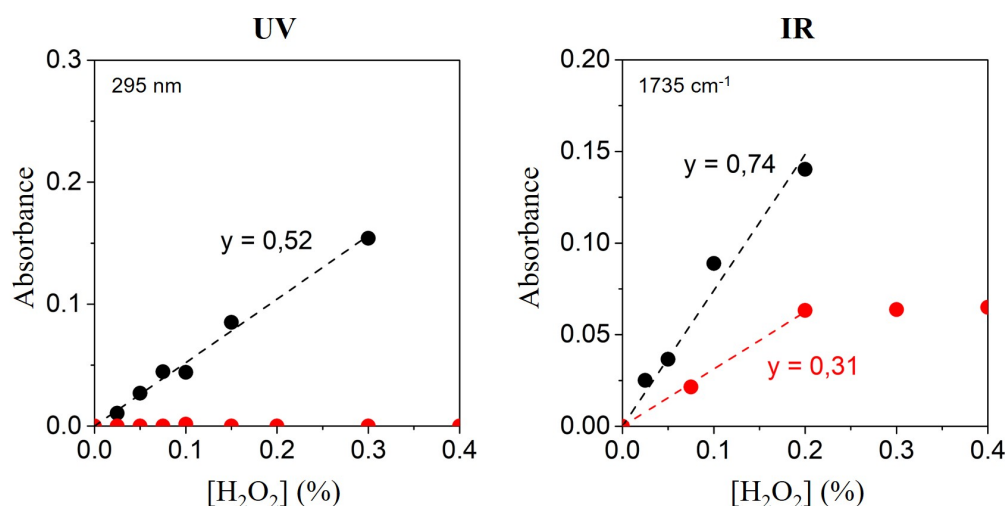 UV
0.3
295 nm
0.2
y = 0,52
0.1
0.0
0.0 0.1 0.2 0.3 0.4
Absorbance
[H₂O₂] (%)
IR
0.20
1735 cm⁻¹
0.15
y = 0,74
0.10
0.05
y = 0,31
0.00
0.0 0.1 0.2 0.3 0.4
Absorbance
[H₂O₂] (%)